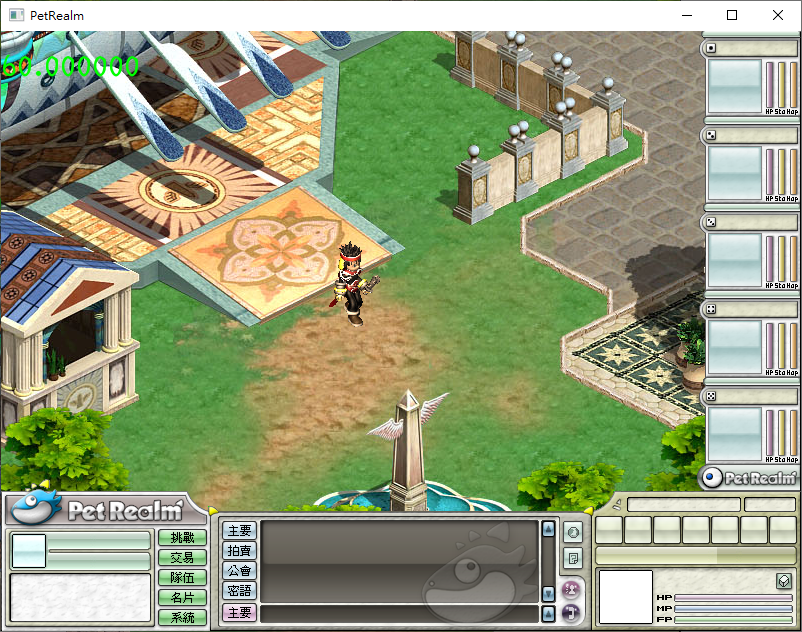 PetRealm
60.000000
HP Sta Hap
HP Sta Hap
HP Sta Hap
HP Sta Hap
HP Sta Hap
Pet Realm
Pet Realm
挑戰
交易
隊伍
名片
系統
主要
拍賣
公會
密語
主要
HP
MP
FP